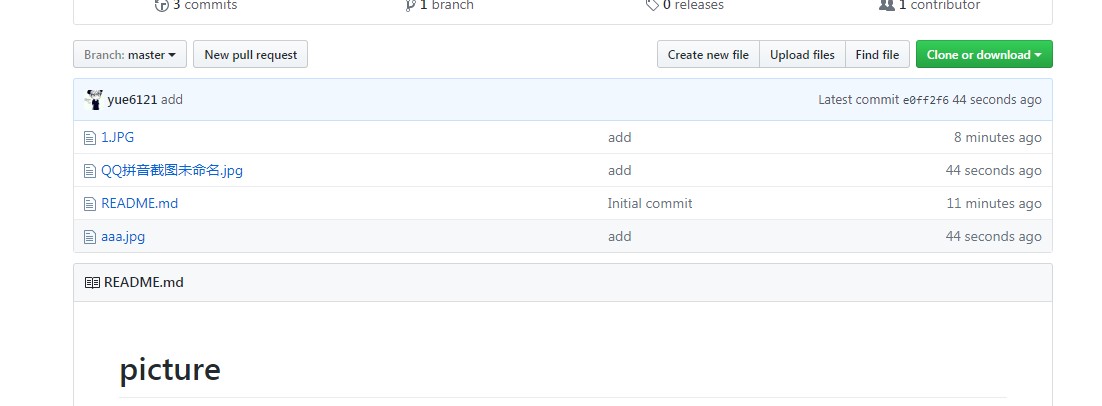 3 commits 1 branch 0 releases 1 contributor
Branch: master New pull request Create new file Upload files Find file Clone or download
yue6121 add Latest commit e0ff2f6 44 seconds ago
1.JPG add 8 minutes ago
QQ拼音截图未命名.jpg add 44 seconds ago
README.md Initial commit 11 minutes ago
aaa.jpg add 44 seconds ago
README.md
picture